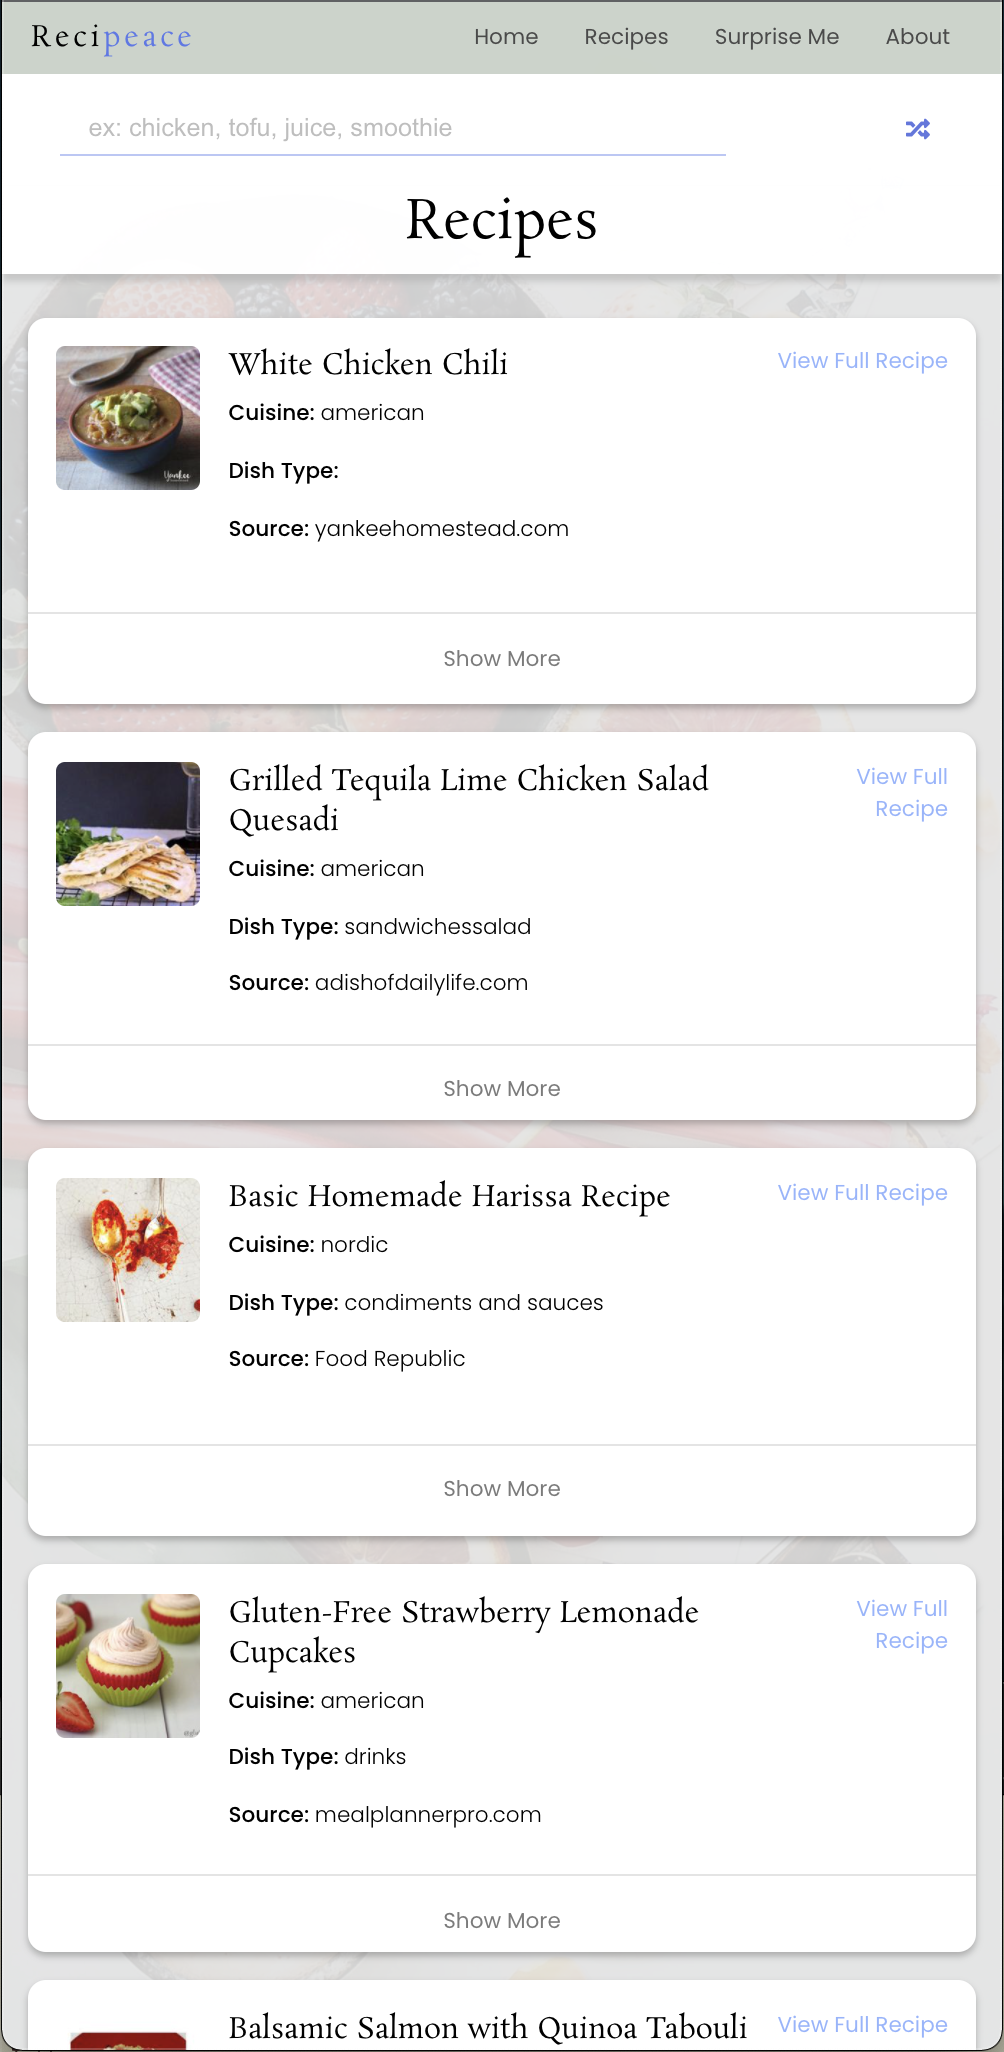 Recipeace Home Recipes Surprise Me About
ex: chicken, tofu, juice, smoothie
Recipes
White Chicken Chili View Full Recipe
Cuisine: american
Dish Type:
Yankee
Source: yankeehomestead.com
Show More
Grilled Tequila Lime Chicken Salad View Full
Quesadi Recipe
Cuisine: american
Dish Type: sandwichessalad
Source: adishofdailylife.com
Show More
Basic Homemade Harissa Recipe View Full Recipe
Cuisine: nordic
Dish Type: condiments and sauces
Source: Food Republic
Show More
Gluten-Free Strawberry Lemonade View Full
Cupcakes Recipe
Cuisine: american
Dish Type: drinks
Source: mealplannerpro.com
Show More
Balsamic Salmon with Quinoa Tabouli View Full Recipe